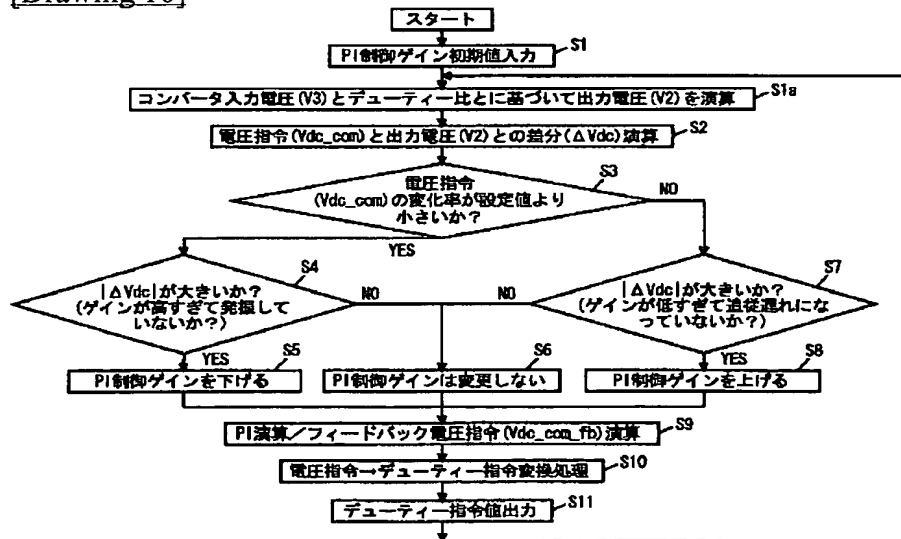 [Drawing 10]
スタート
PI制御ゲイン初期値入力
S1
コンバータ入力電圧(V3)とデューティー比とに基づいて出力電圧(V2)を演算
S1a
電圧指令(Vdc_com)と出力電圧(V2)との差分(ΔVdc)演算
S2
電圧指令
(Vdc_com)の変化率が設定値より
小さいか?
S3
NO
YES
|ΔVdc|が大きいか?
(ゲインが高すぎて発振して
いないか?)
S4
NO
YES
|ΔVdc|が大きいか?
(ゲインが低すぎて追従遅れにな
っていないか?)
S7
NO
YES
PI制御ゲインを下げる
S5
PI制御ゲインは変更しない
S6
PI制御ゲインを上げる
S8
PI演算/フィードバック電圧指令(Vdc_com_fb)演算
S9
電圧指令→デューティー指令変換処理
S10
デューティー指令値出力
S11